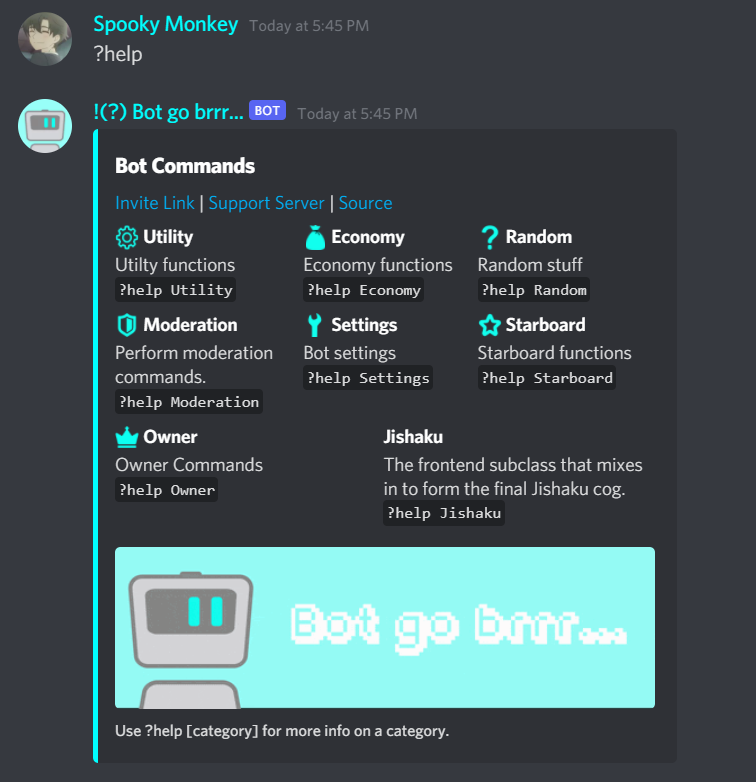 Spooky Monkey Today at 5:45 PM
?help
!(?) Bot go brrr... BOT Today at 5:45 PM
Bot Commands
Invite Link | Support Server | Source
Utility
Utilty functions
?help Utility
Economy
Economy functions
?help Economy
Random
Random stuff
?help Random
Moderation
Perform moderation
commands.
?help Moderation
Settings
Bot settings
?help Settings
Starboard
Starboard functions
?help Starboard
Owner
Owner Commands
?help Owner
Jishaku
The frontend subclass that mixes
in to form the final Jishaku cog.
?help Jishaku
Bot go brrr...
Use ?help [category] for more info on a category.